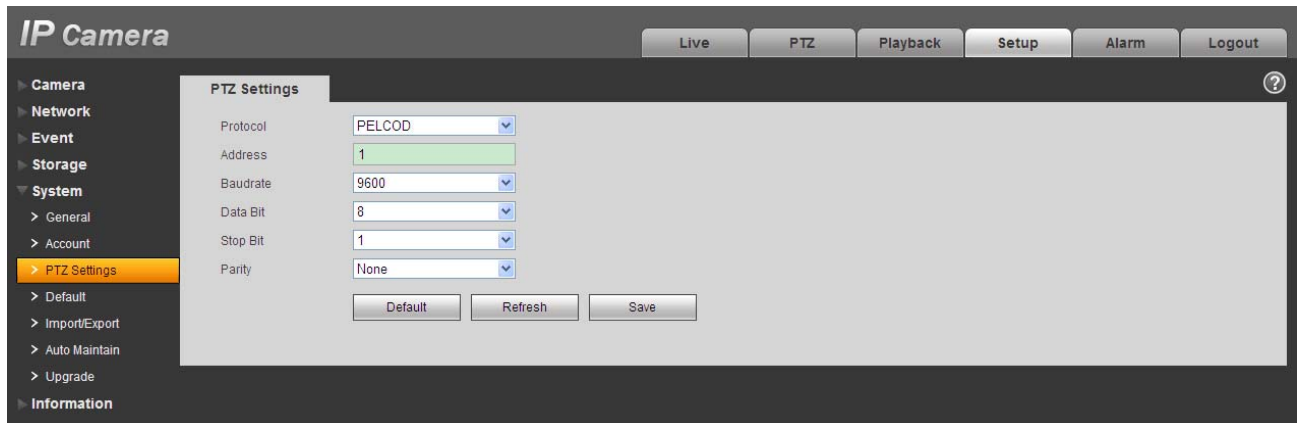 IP Camera
Live PTZ Playback Setup Alarm Logout
?
Camera
Network
Event
Storage
System
> General
> Account
> PTZ Settings
> Default
> Import/Export
> Auto Maintain
> Upgrade
Information
PTZ Settings
Protocol PELCOD
Address 1
Baudrate 9600
Data Bit 8
Stop Bit 1
Parity None
Default Refresh Save